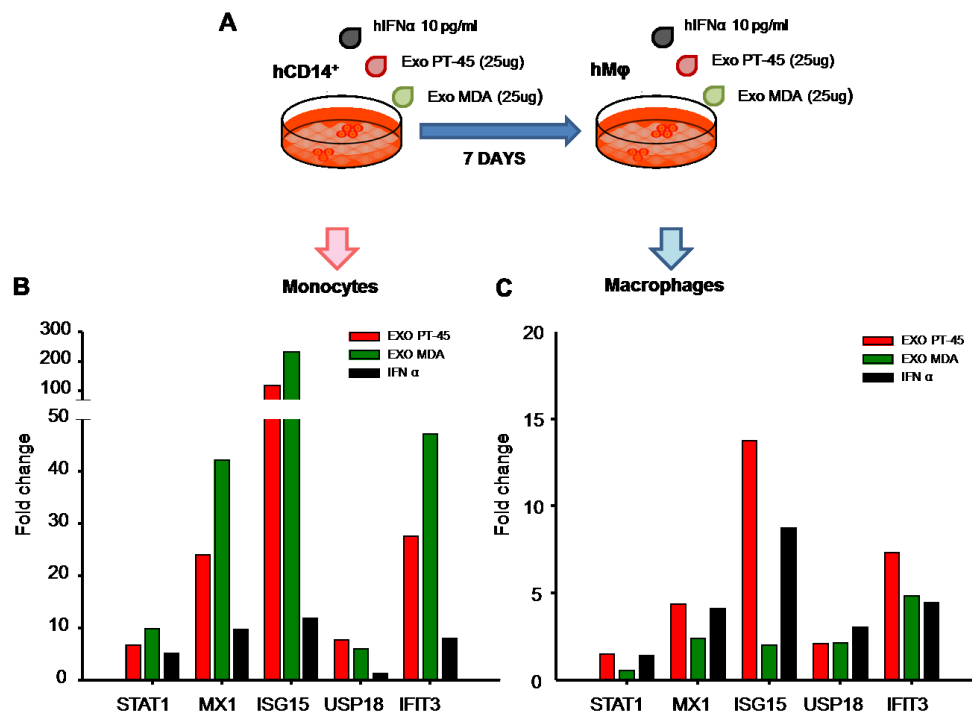 A
hIFNα 10 pg/ml
Exo PT-45 (25ug)
Exo MDA (25ug)
hCD14+
7 DAYS
hIFNα 10 pg/ml
Exo PT-45 (25ug)
Exo MDA (25ug)
hMφ
B
Monocytes
EXO PT-45
EXO MDA
IFN α
Fold change
300
200
100
50
40
30
20
10
0
STAT1 MX1 ISG15 USP18 IFIT3
Macrophages
C
EXO PT-45
EXO MDA
IFN α
Fold change
20
15
10
5
0
STAT1 MX1 ISG15 USP18 IFIT3